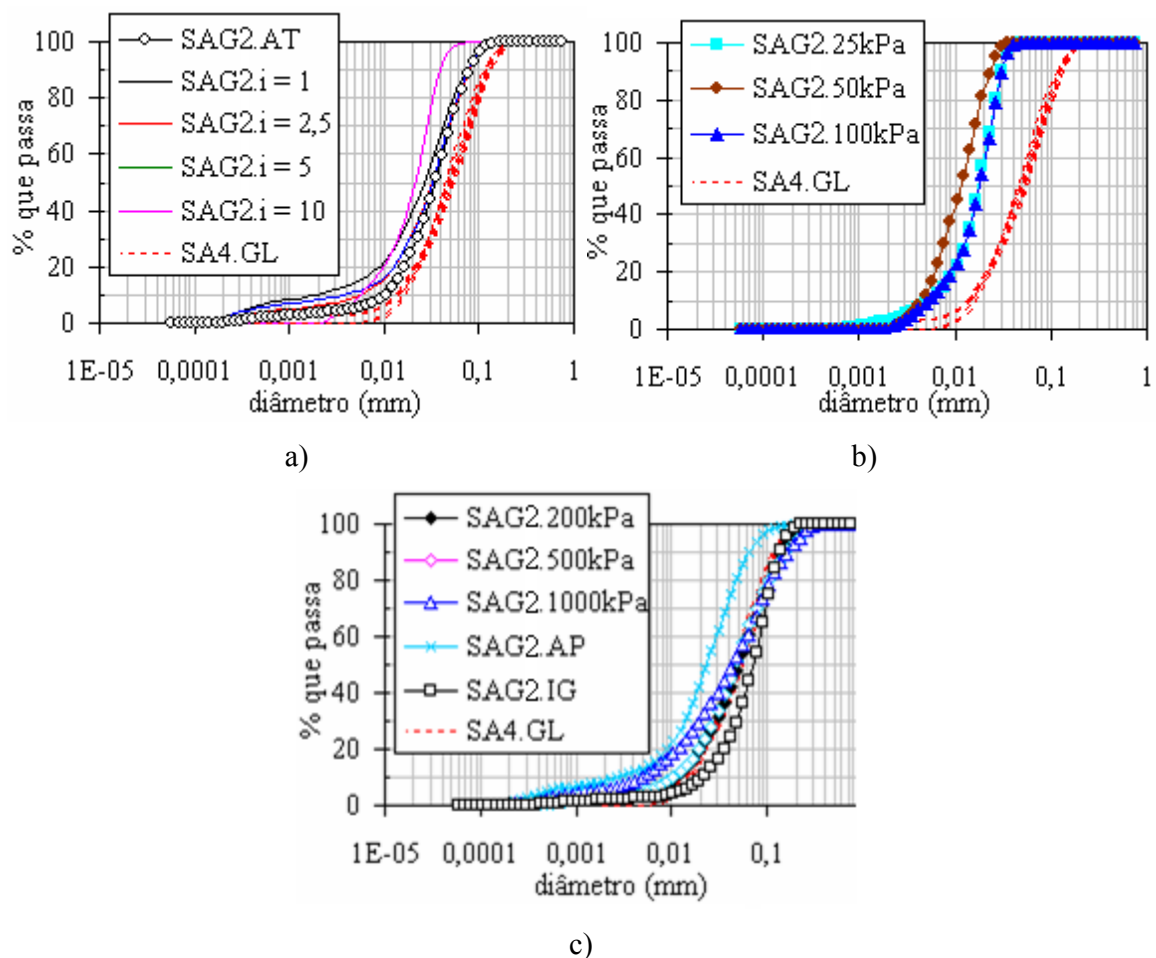 SAG2.AT
SAG2.i = 1
SAG2.i = 2,5
SAG2.i = 5
SAG2.i = 10
SA4.GL
% que passa
100
80
60
40
20
0
1E-05 0,0001 0,001 0,01 0,1 1
diâmetro (mm)
a)
SAG2.25kPa
SAG2.50kPa
SAG2.100kPa
SA4.GL
% que passa
100
80
60
40
20
0
1E-05 0,0001 0,001 0,01 0,1 1
diâmetro (mm)
b)
SAG2.200kPa
SAG2.500kPa
SAG2.1000kPa
SAG2.AP
SAG2.IG
SA4.GL
% que passa
100
80
60
40
20
0
1E-05 0,0001 0,001 0,01 0,1
diâmetro (mm)
c)